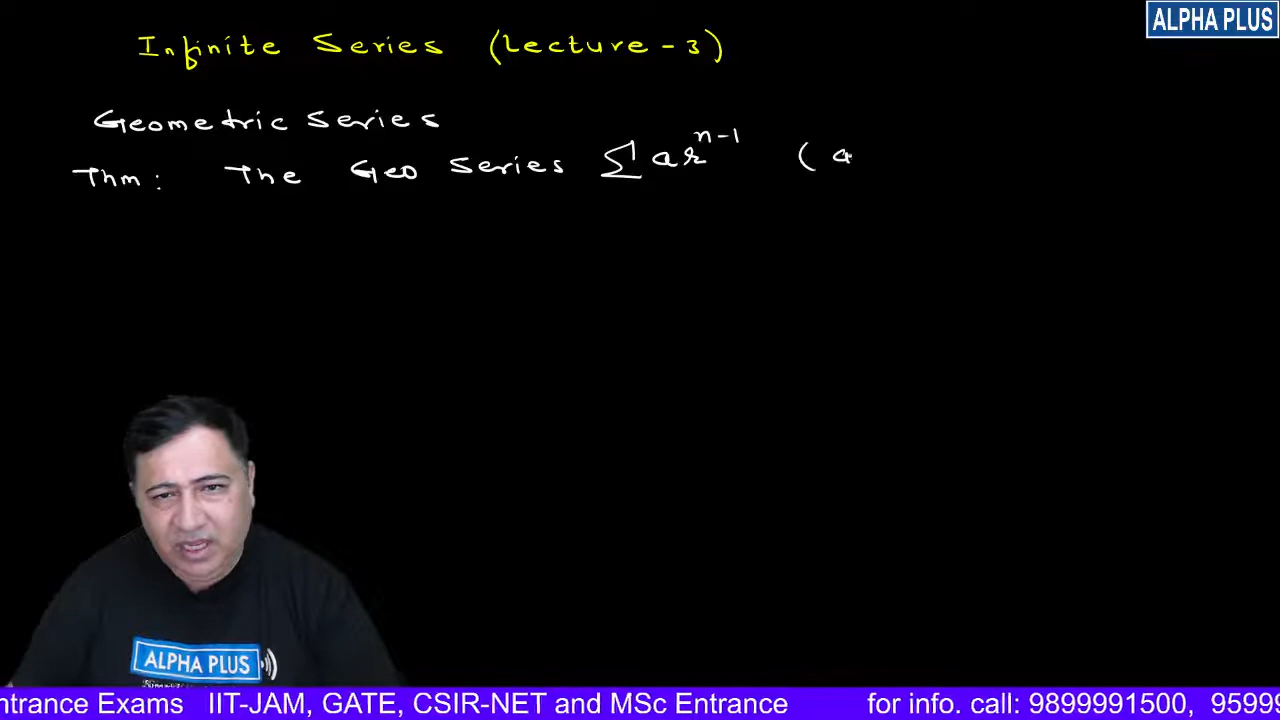 ALPHA PLUS
Infinite Series (Lecture - 3)
Geometric Series
Thm : The Geo Series ∑ ar^{n-1} ( a
ALPHA PLUS
ntrance Exams IIT-JAM, GATE, CSIR-NET and MSc Entrance for info. call: 9899991500, 9599